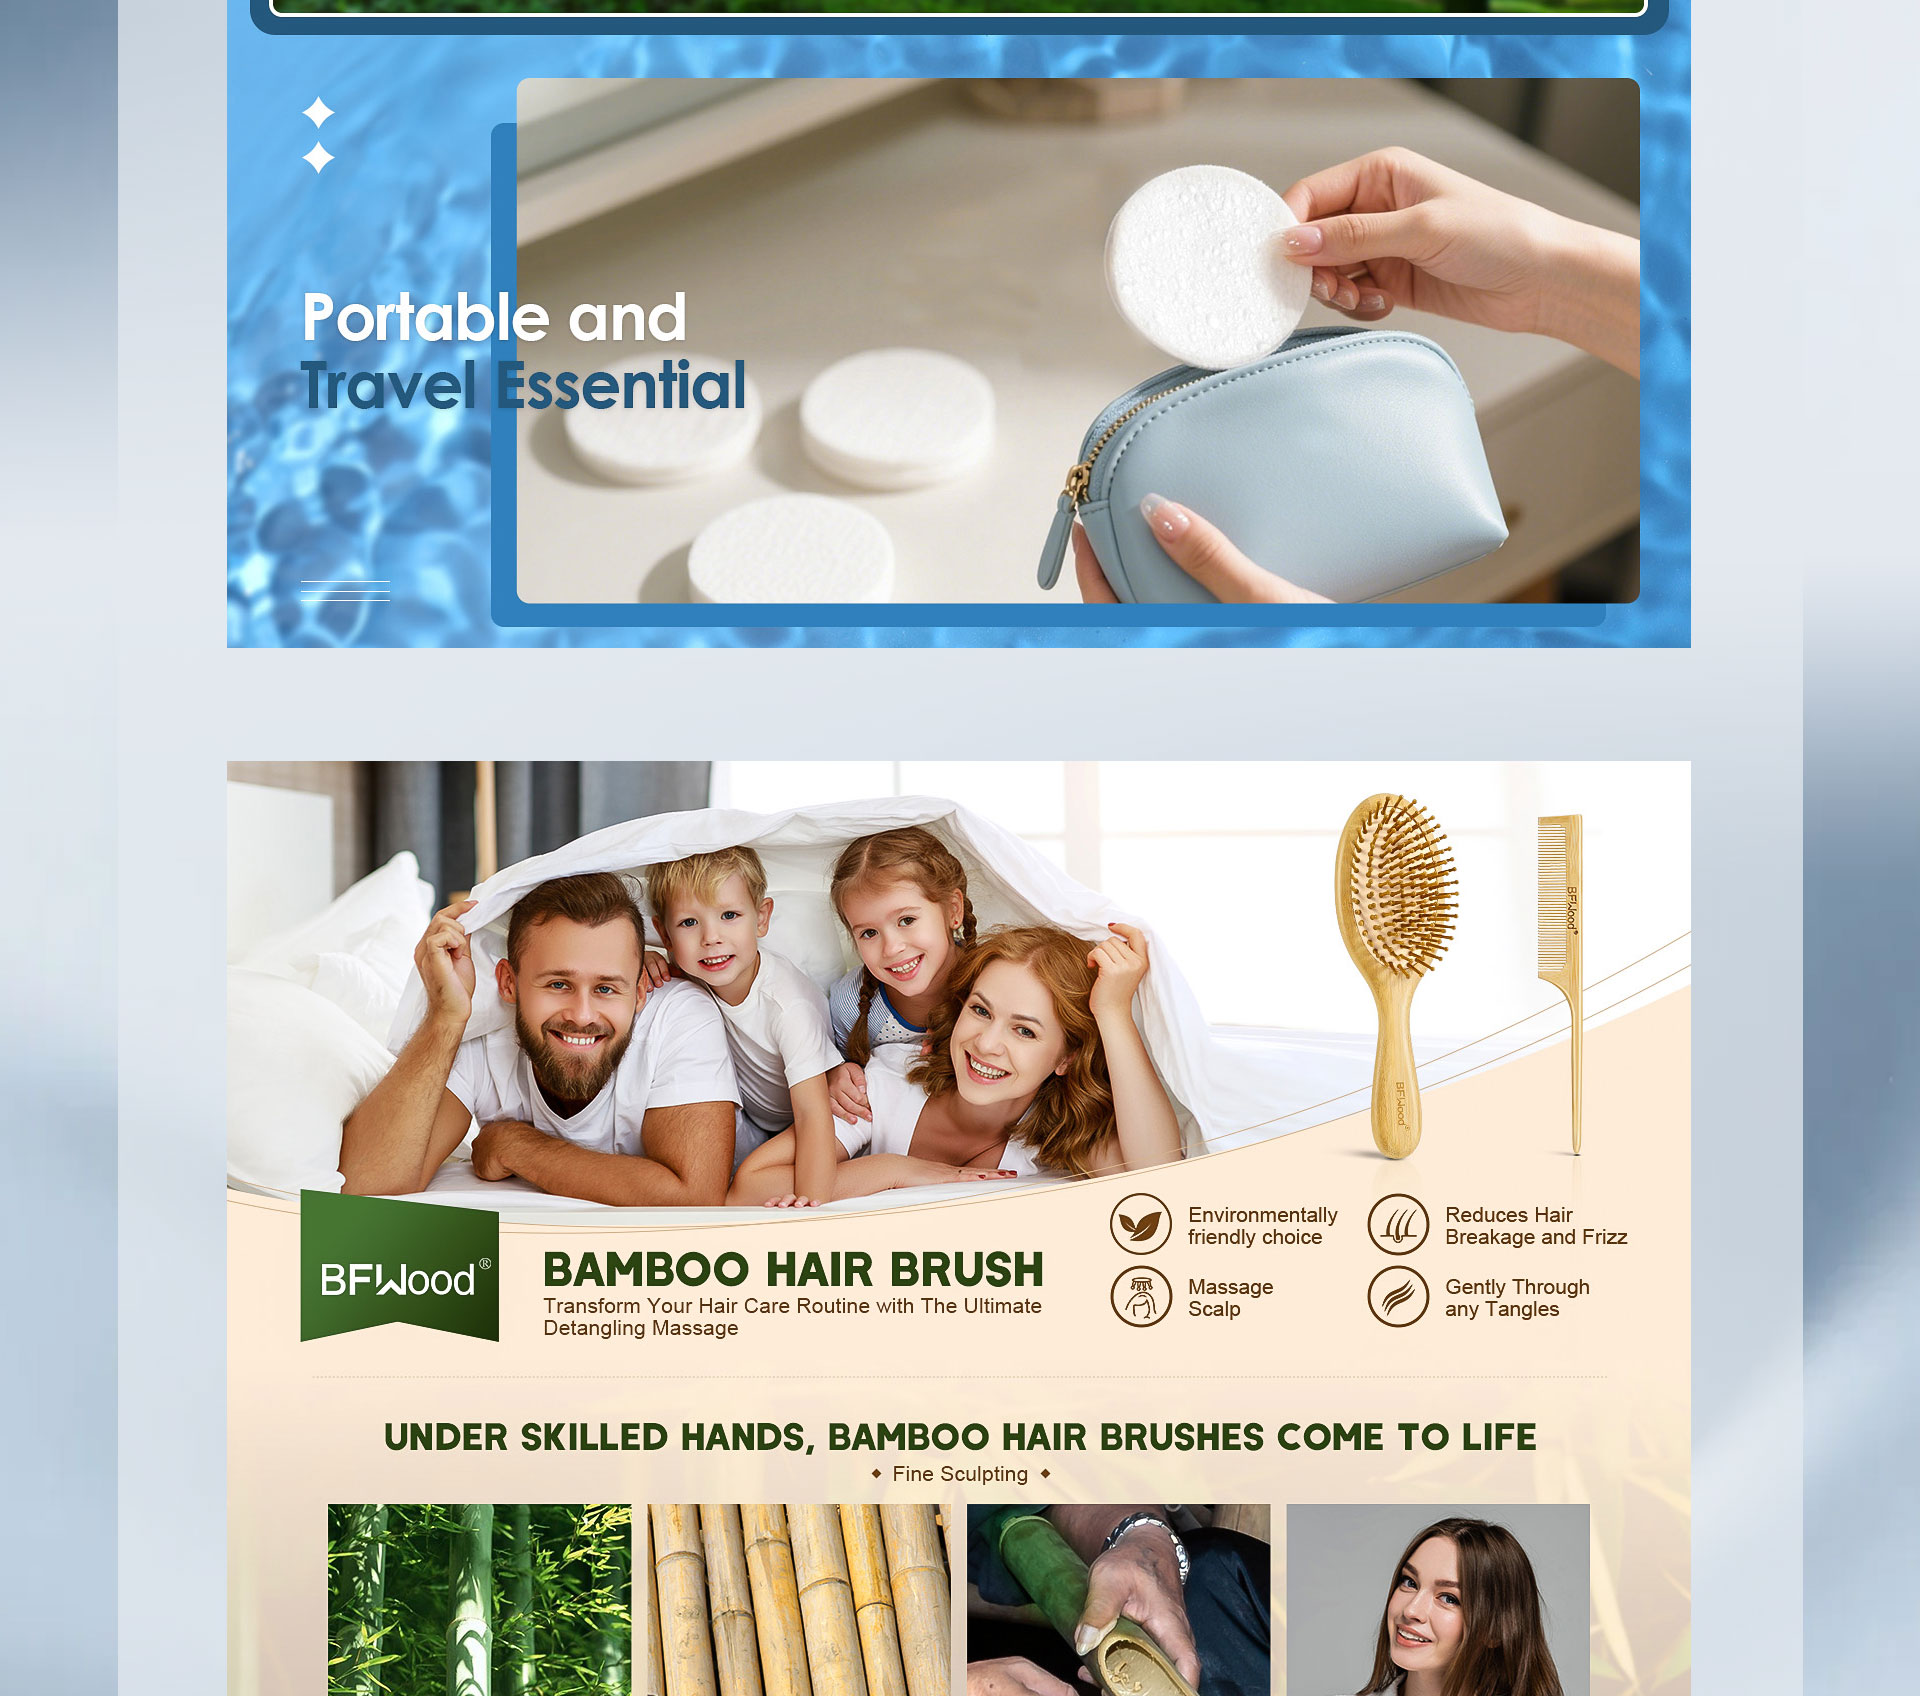 Portable and
Travel Essential
BFWood®
BFWood®
BFWood®
BAMBOO HAIR BRUSH
Transform Your Hair Care Routine with The Ultimate
Detangling Massage
Environmentally
friendly choice
Reduces Hair
Breakage and Frizz
Massage
Scalp
Gently Through
any Tangles
UNDER SKILLED HANDS, BAMBOO HAIR BRUSHES COME TO LIFE
Fine Sculpting